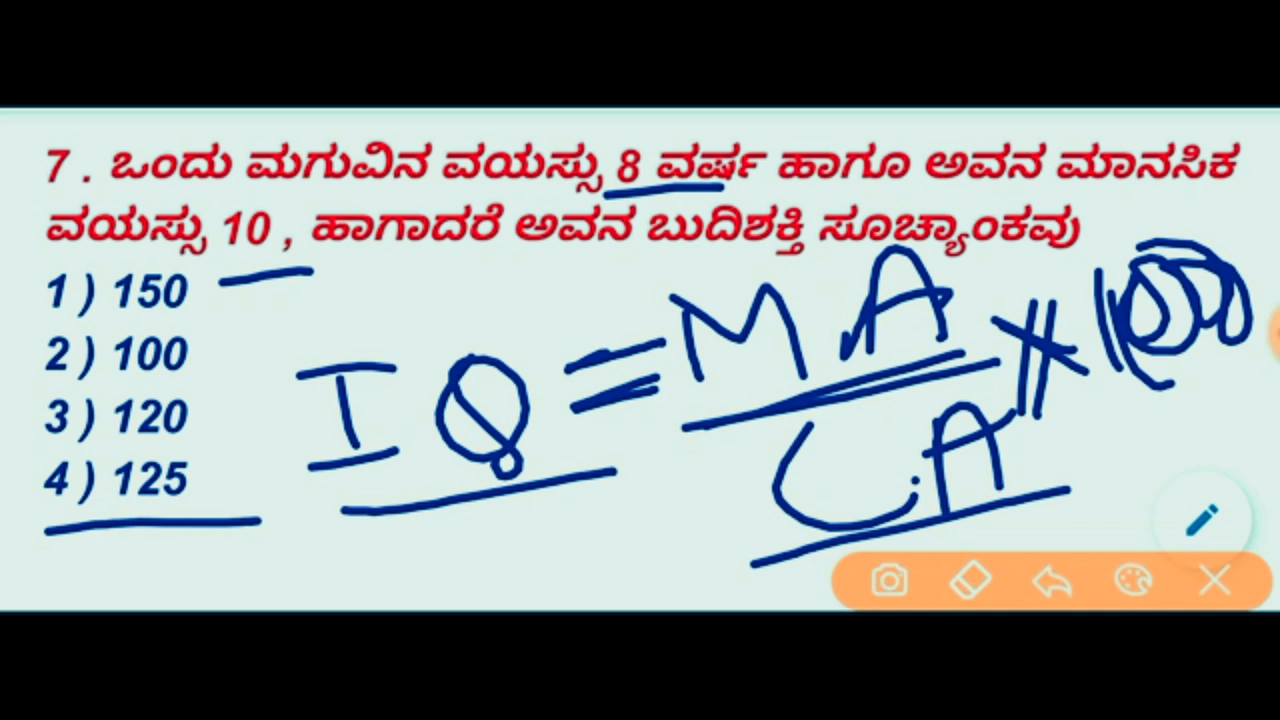 7 . ಒಂದು ಮಗುವಿನ ವಯಸ್ಸು 8 ವರ್ಷ ಹಾಗೂ ಅವನ ಮಾನಸಿಕ
ವಯಸ್ಸು 10 , ಹಾಗಾದರೆ ಅವನ ಬುದಿಶಕ್ತಿ ಸೂಚ್ಯಾಂಕವು
1 ) 150
2 ) 100
3 ) 120
4 ) 125
IQ = MA / CA × 100